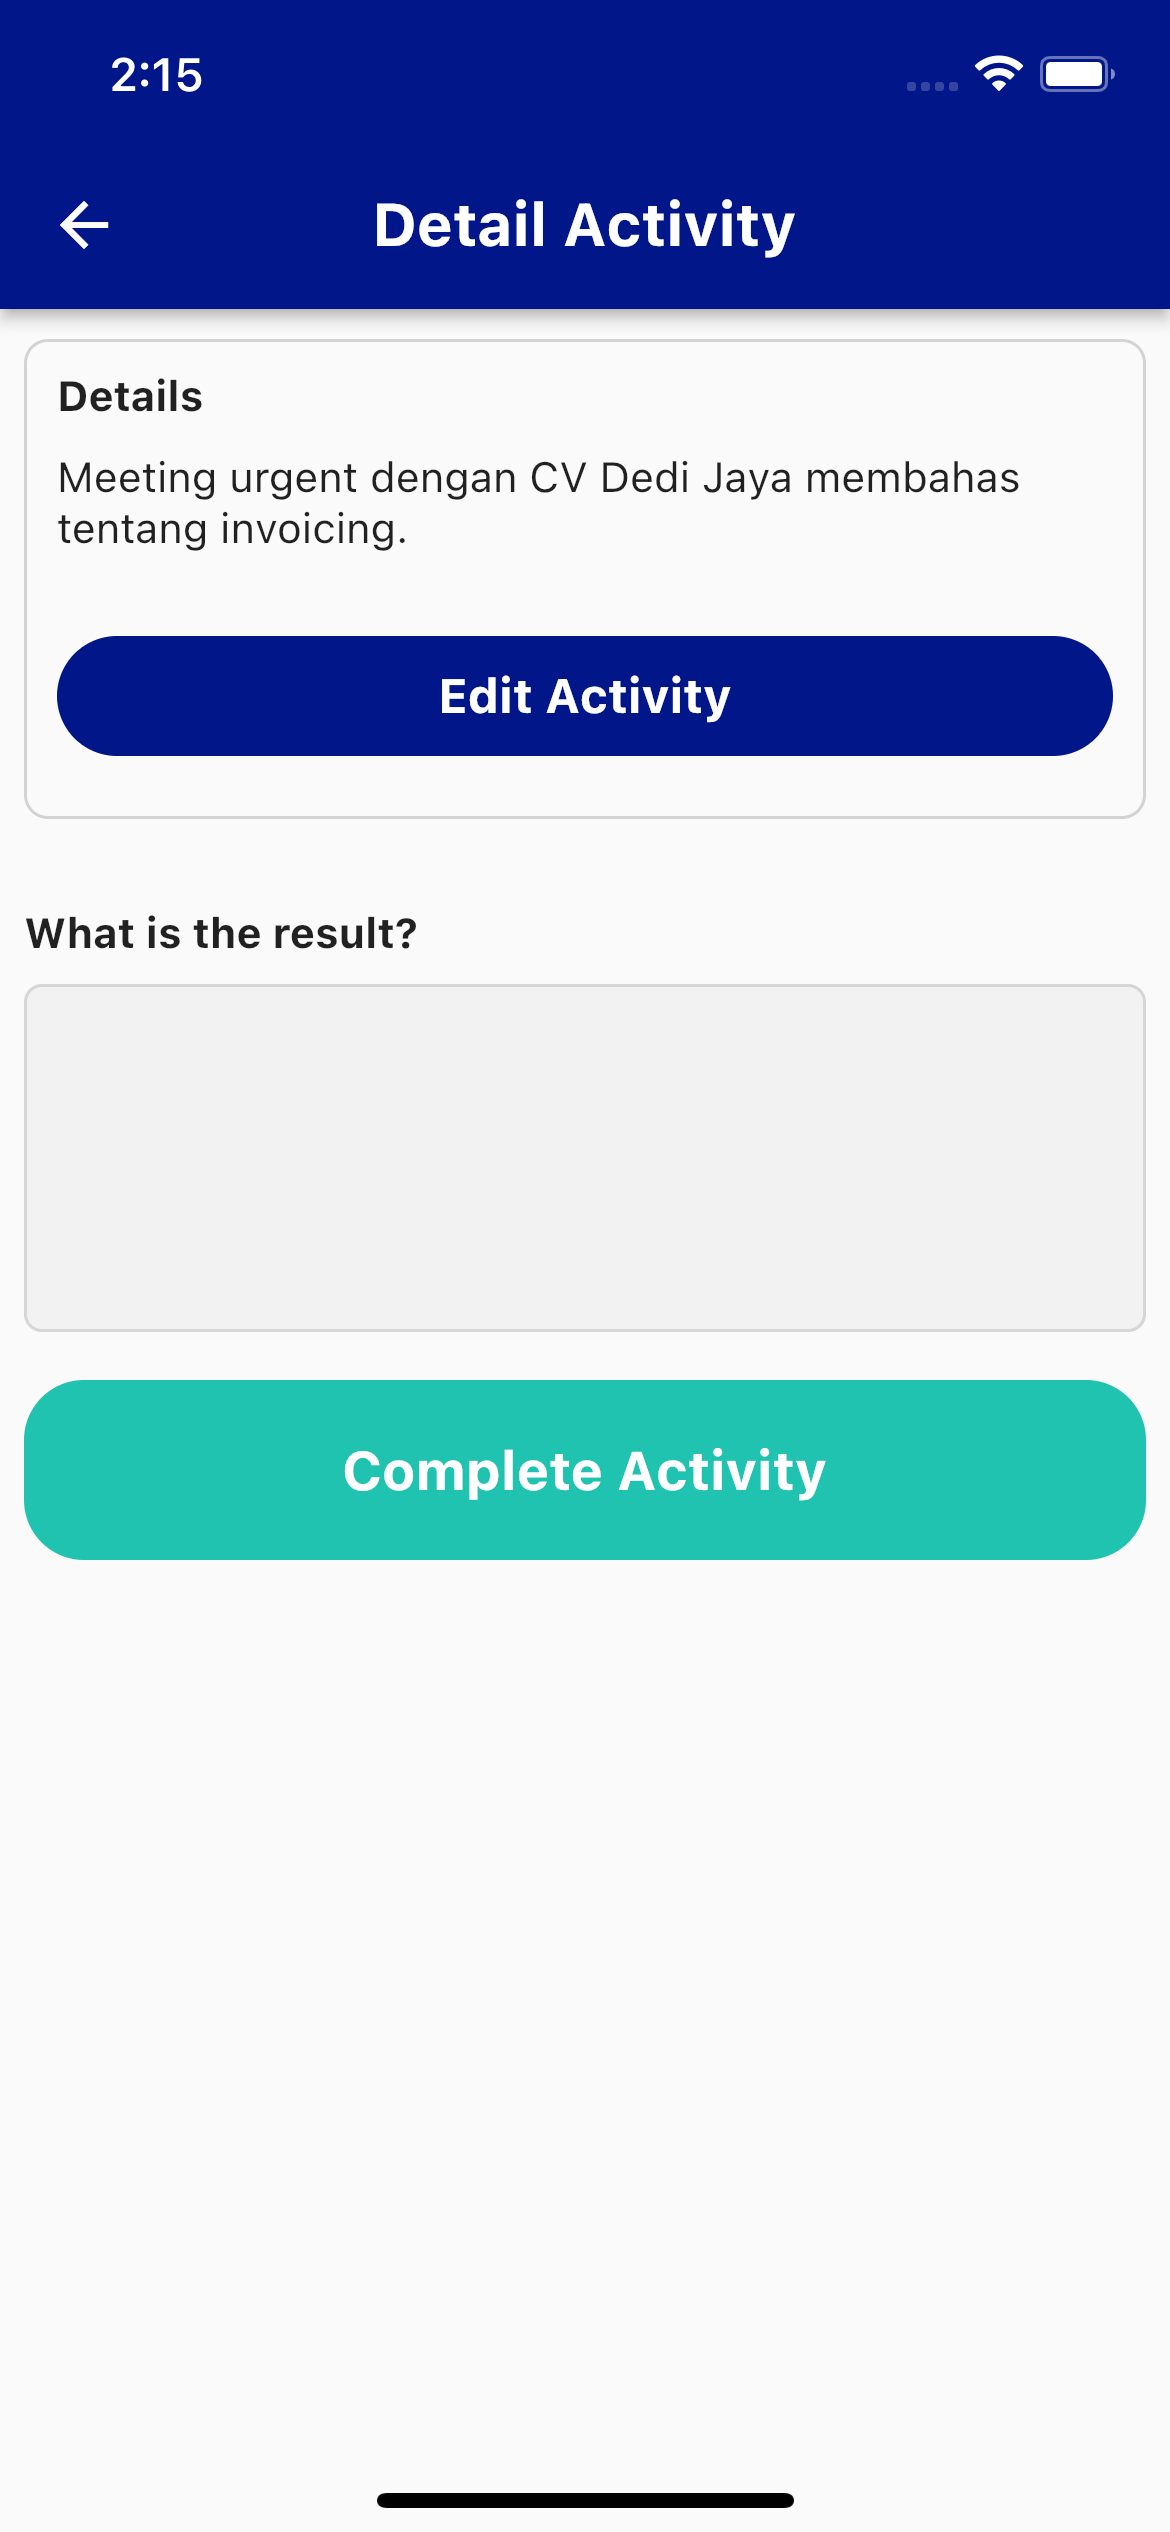 2:15
Detail Activity
Details
Meeting urgent dengan CV Dedi Jaya membahas
tentang invoicing.
Edit Activity
What is the result?
Complete Activity